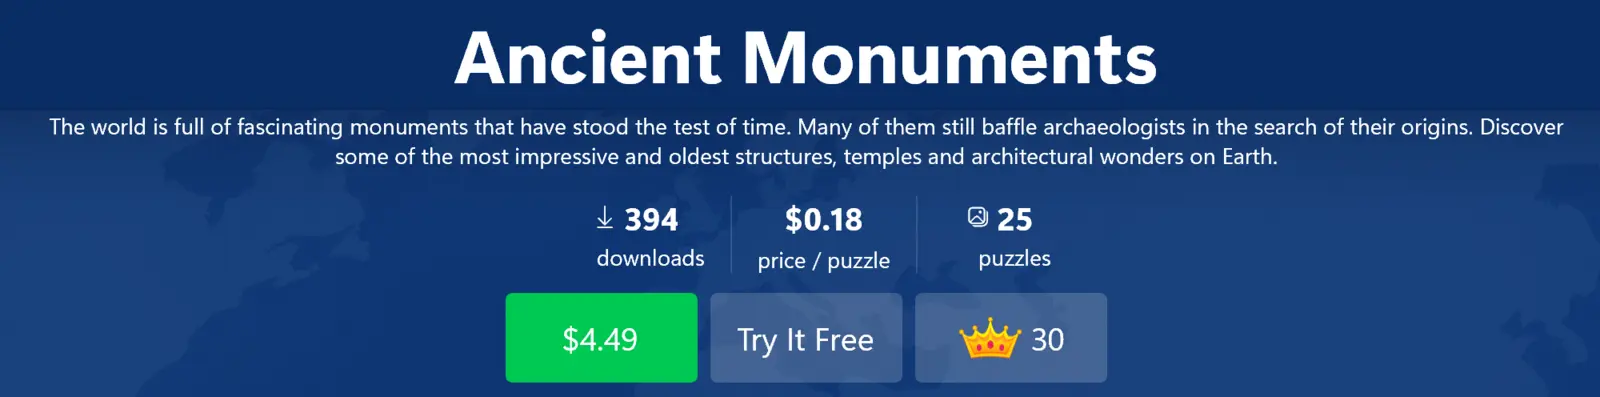 Ancient Monuments
The world is full of fascinating monuments that have stood the test of time. Many of them still baffle archaeologists in the search of their origins. Discover
some of the most impressive and oldest structures, temples and architectural wonders on Earth.
394
downloads
$0.18
price / puzzle
25
puzzles
$4.49
Try It Free
30